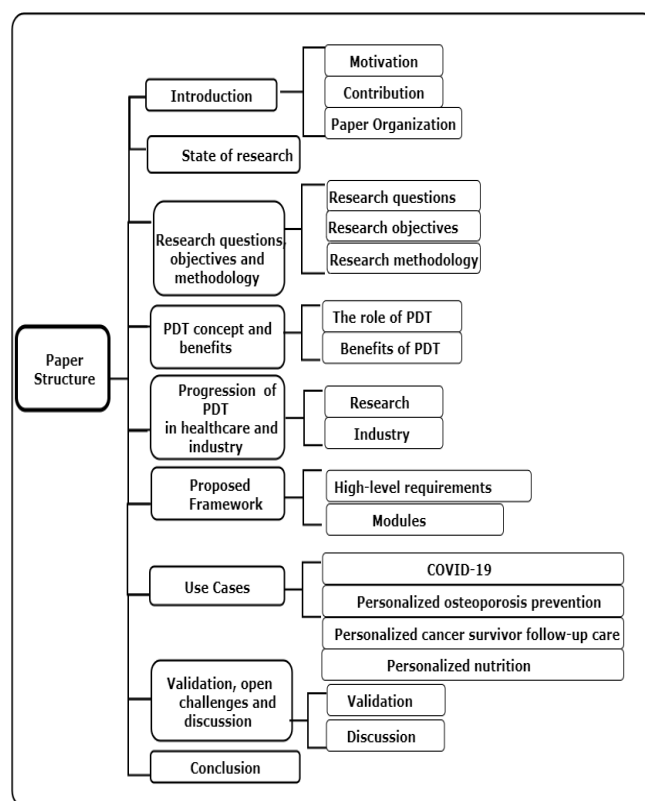 Paper
Structure
Introduction
Motivation
Contribution
Paper Organization
State of research
Research questions,
objectives and
methodology
Research questions
Research objectives
Research methodology
PDT concept and
benefits
The role of PDT
Benefits of PDT
Progression of
PDT
in healthcare and
industry
Research
Industry
Proposed
Framework
High-level requirements
Modules
Use Cases
COVID-19
Personalized osteoporosis prevention
Personalized cancer survivor follow-up care
Personalized nutrition
Validation, open
challenges and
discussion
Validation
Discussion
Conclusion